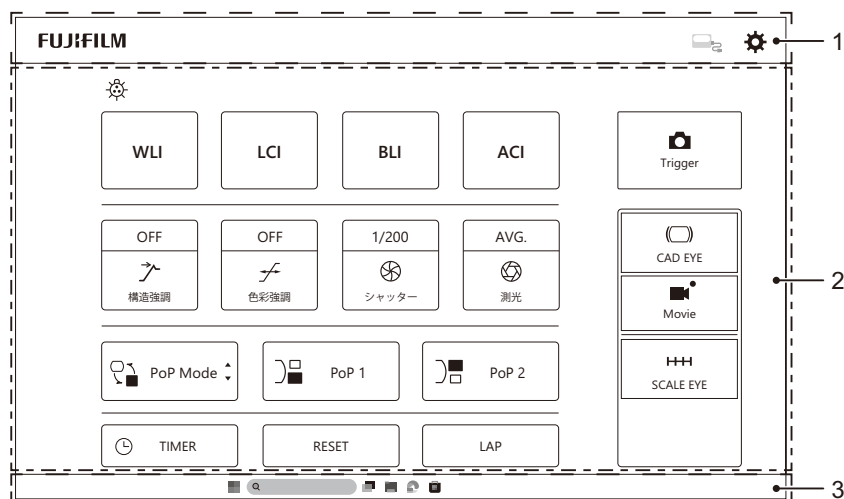 FUJIFILM
1
WLI
LCI
BLI
ACI
Trigger
OFF
OFF
1/200
AVG.
構造強調
色彩強調
シャッター
測光
CAD EYE
2
Movie
PoP Mode
PoP 1
PoP 2
SCALE EYE
TIMER
RESET
LAP
3